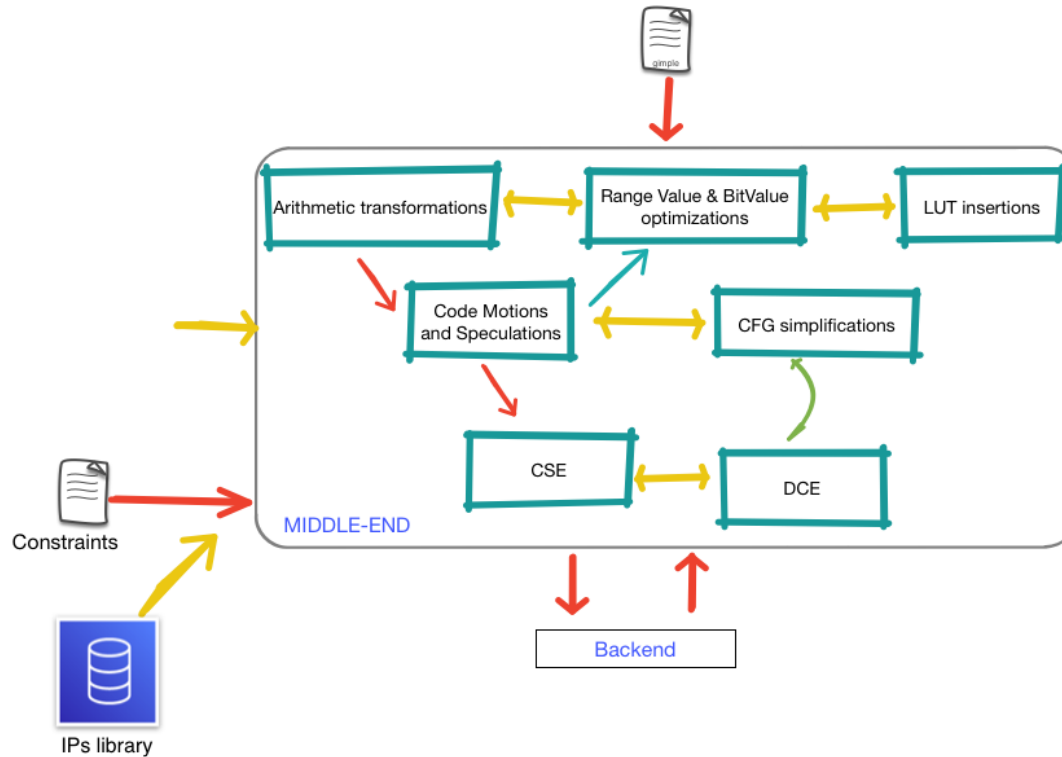 gimple
Arithmetic transformations
Range Value & BitValue
optimizations
LUT insertions
Code Motions
and Speculations
CFG simplifications
CSE
DCE
MIDDLE-END
Constraints
Backend
IPs library